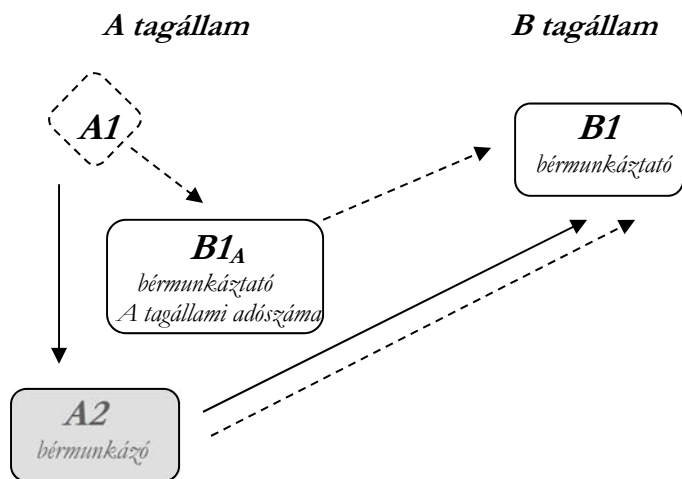 A tagállam
B tagállam
A1
B1
bérmunkáztató
B1A
bérmunkáztató
A tagállami adószáma
A2
bérmunkázó